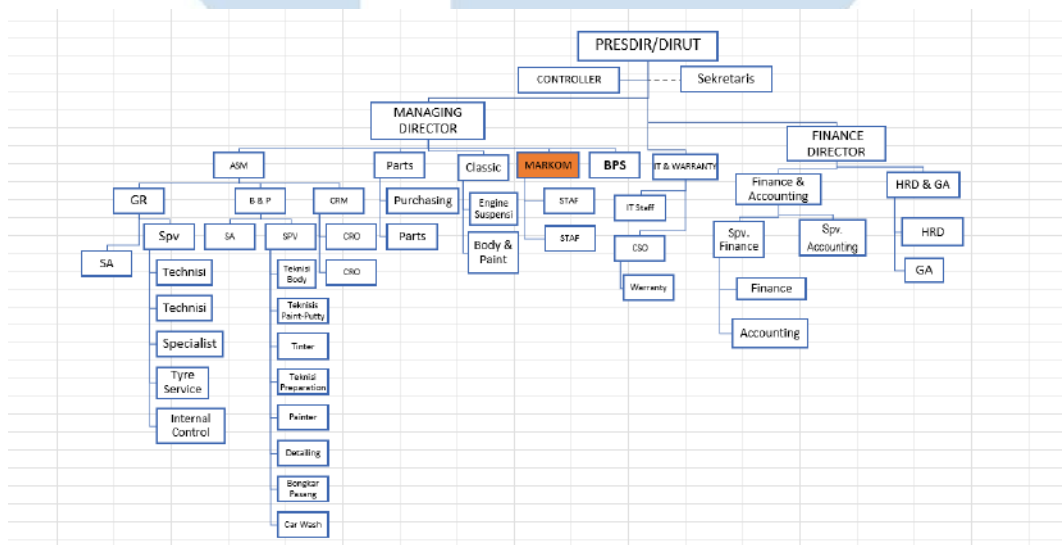 PRESDIR/DIRUT
CONTROLLER
Sekretaris
MANAGING
DIRECTOR
FINANCE
DIRECTOR
ASM
Parts
Classic
MARKOM
BPS
IT & WARRANTY
Finance &
Accounting
HRD & GA
GR
B & P
CRM
Purchasing
Engine
Suspensi
STAF
IT Staff
Spv
SA
SPV
CRO
Parts
Body &
Paint
STAF
CSO
Spv.
Finance
Spv.
Accounting
HRD
SA
Technisi
Teknisi
Body
CRO
Warranty
Finance
GA
Technisi
Teknisis
Paint-Putty
Accounting
Specialist
Tinter
Tyre
Service
Teknisi
Preparation
Internal
Control
Painter
Detailing
Bongkar
Pasang
Car Wash